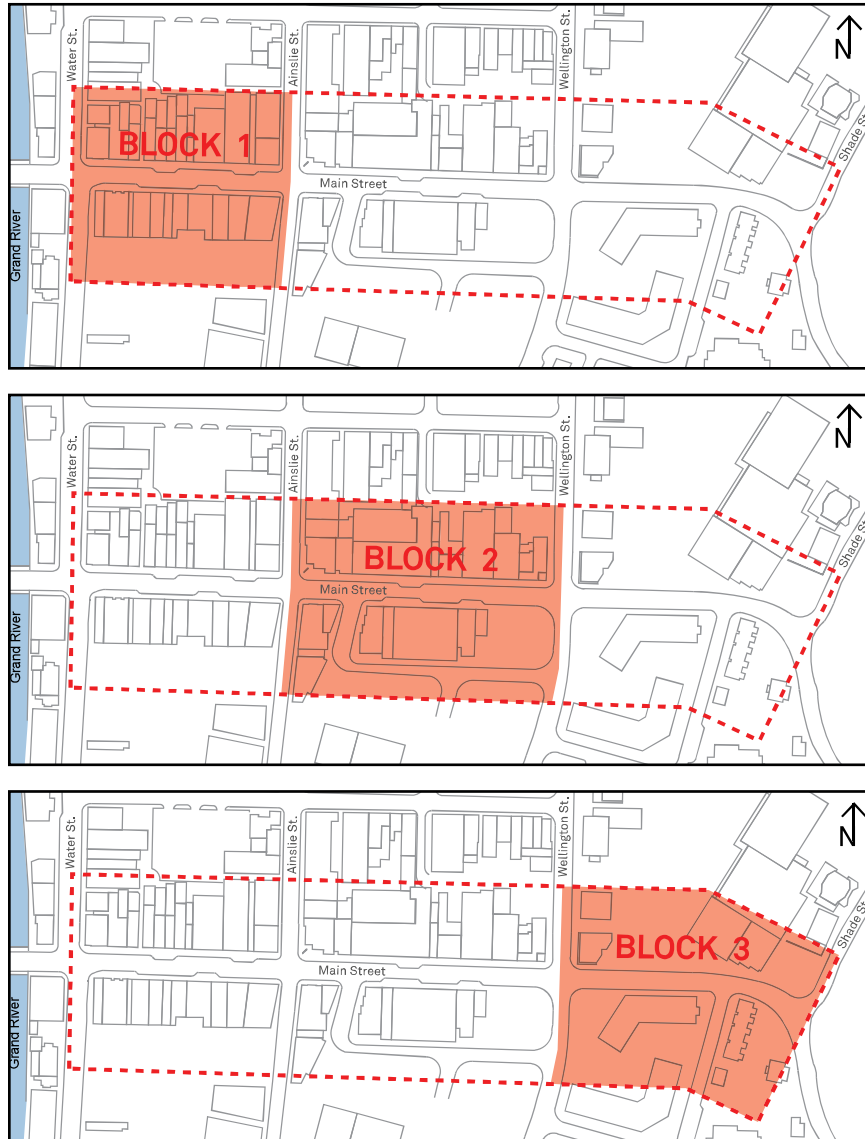 Water St.
Ainslie St.
Wellington St.
N
Shade St.
BLOCK 1
Main Street
Grand River
Water St.
Ainslie St.
Wellington St.
N
Shade St.
BLOCK 2
Main Street
Grand River
Water St.
Ainslie St.
Wellington St.
N
Shade St.
BLOCK 3
Main Street
Grand River